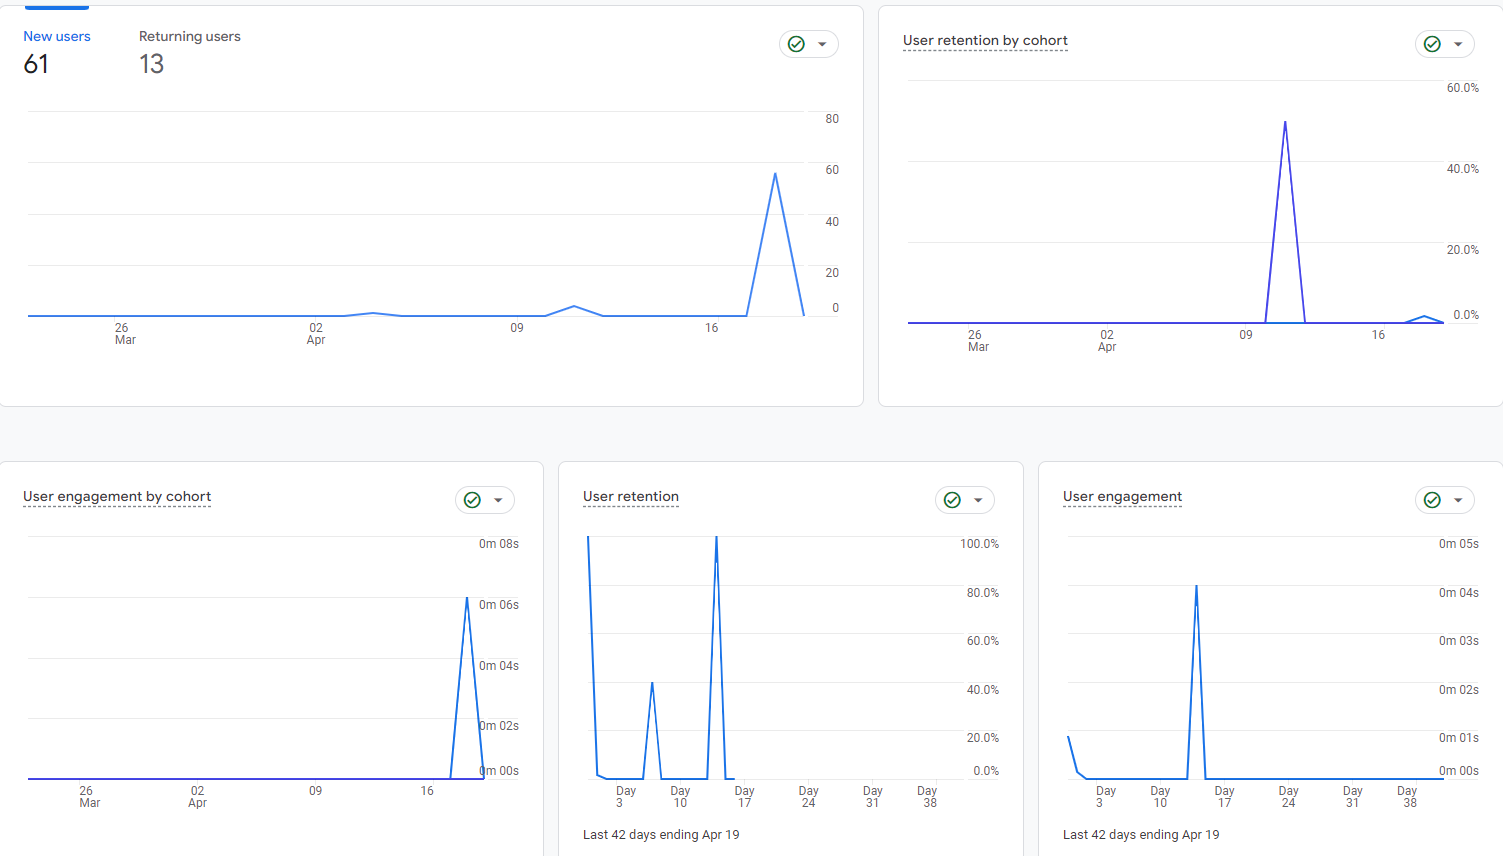 New users
Returning users
61
13
80
60
40
20
0
26
Mar
02
Apr
09
16
User retention by cohort
60.0%
40.0%
20.0%
0.0%
26
Mar
02
Apr
09
16
User engagement by cohort
0m 08s
0m 06s
0m 04s
0m 02s
0m 00s
26
Mar
02
Apr
09
16
User retention
100.0%
80.0%
60.0%
40.0%
20.0%
0.0%
Day
3
Day
10
Day
17
Day
24
Day
31
Day
38
Last 42 days ending Apr 19
User engagement
0m 05s
0m 04s
0m 03s
0m 02s
0m 01s
0m 00s
Day
3
Day
10
Day
17
Day
24
Day
31
Day
38
Last 42 days ending Apr 19